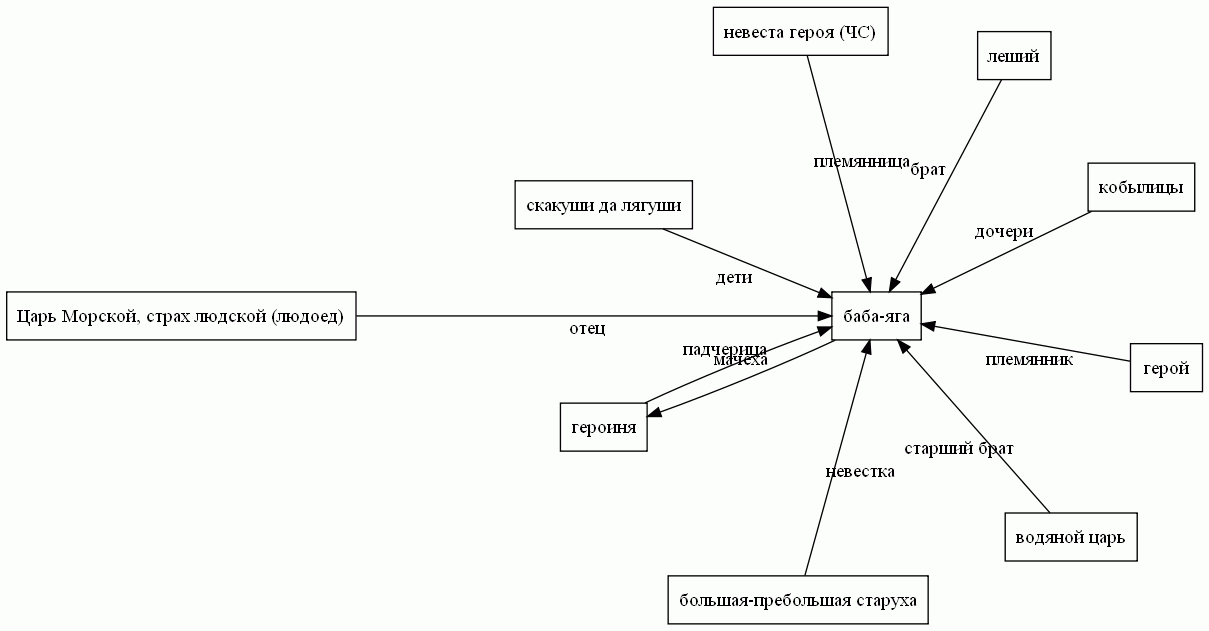 невеста героя (ЧС)
леший
племянница
брат
кобылицы
скакуши да лягуши
дочери
дети
Царь Морской, страх людской (людоед)
баба-яга
отец
падчерица
мачеха
племянник
герой
героиня
старший брат
невестка
водяной царь
большая-пребольшая старуха